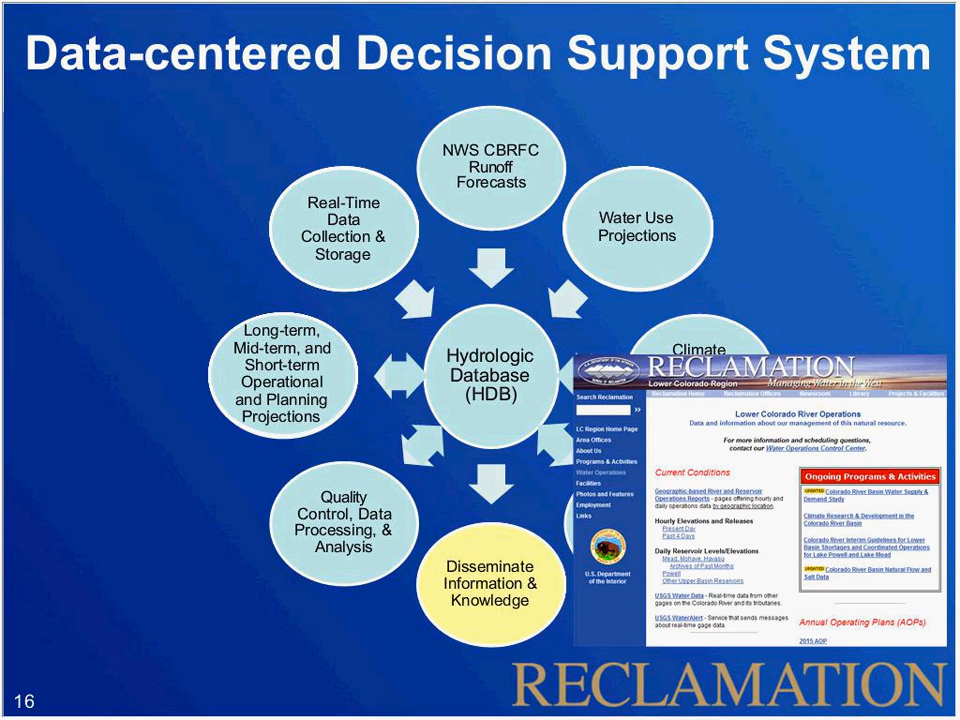 Data-centered Decision Support System
NWS CBRFC
Runoff
Forecasts
Real-Time
Data
Collection &
Storage
Water Use
Projections
Long-term,
Mid-term, and
Short-term
Operational
and Planning
Projections
Hydrologic
Database
(HDB)
Climate
Quality
Control, Data
Processing, &
Analysis
Disseminate
Information &
Knowledge
RECLAMATION
Lower Colorado Region
Managing Water in the West
Reclamation Home
Reclamation Offices
Newsroom
Library
Projects & Facilities
Search Reclamation
LC Region Home Page
Area Offices
About Us
Programs & Activities
Water Operations
Facilities
Photos and Features
Employment
Links
U.S. Department
of the Interior
Lower Colorado River Operations
Data and information about our management of this natural resource.
For more information and scheduling questions,
contact our Water Operations Control Center.
Current Conditions
Geographic-based River and Reservoir
Operations Reports - pages offering hourly and
daily operations data by geographic location.
Hourly Elevations and Releases
Present Day
Past 4 Days
Daily Reservoir Levels/Elevations
Mead, Mohave, Havasu
Archives of Past Months
Powell
Other Upper Basin Reservoirs
USGS Water Data - Real-time data from other
gages on the Colorado River and its tributaries.
USGS WaterAlert - Service that sends messages
about real-time gage data.
Ongoing Programs & Activities
UPDATED Colorado River Basin Water Supply &
Demand Study
Climate Research & Development in the
Colorado River Basin
Colorado River Interim Guidelines for Lower
Basin Shortages and Coordinated Operations
for Lake Powell and Lake Mead
UPDATED Colorado River Basin Natural Flow and
Salt Data
Annual Operating Plans (AOPs)
2015 AOP
RECLAMATION
16